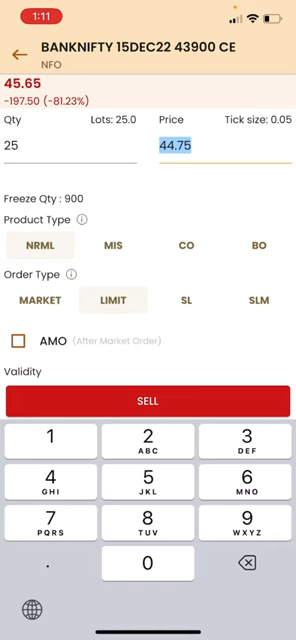 1:11
BANKNIFTY 15DEC22 43900 CE
NFO
45.65
-197.50 (-81.23%)
Qty Lots: 25.0 Price Tick size: 0.05
25 44.75
Freeze Qty : 900
Product Type
NRML MIS CO BO
Order Type
MARKET LIMIT SL SLM
AMO (After Market Order)
Validity
SELL
1 2 3
ABC DEF
4 5 6
GHI JKL MNO
7 8 9
PQRS TUV WXYZ
. 0